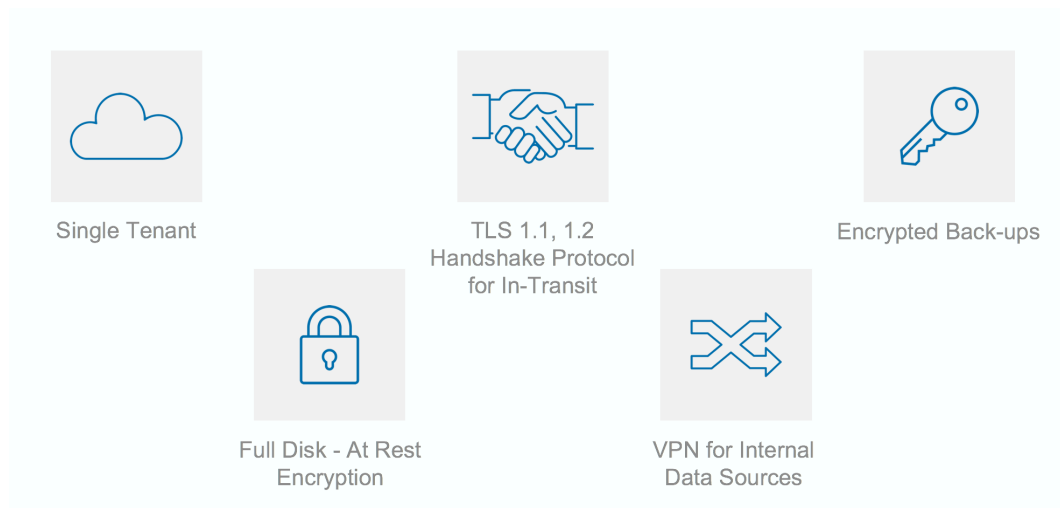 Single Tenant
TLS 1.1, 1.2
Handshake Protocol
for In-Transit
Encrypted Back-ups
Full Disk - At Rest
Encryption
VPN for Internal
Data Sources